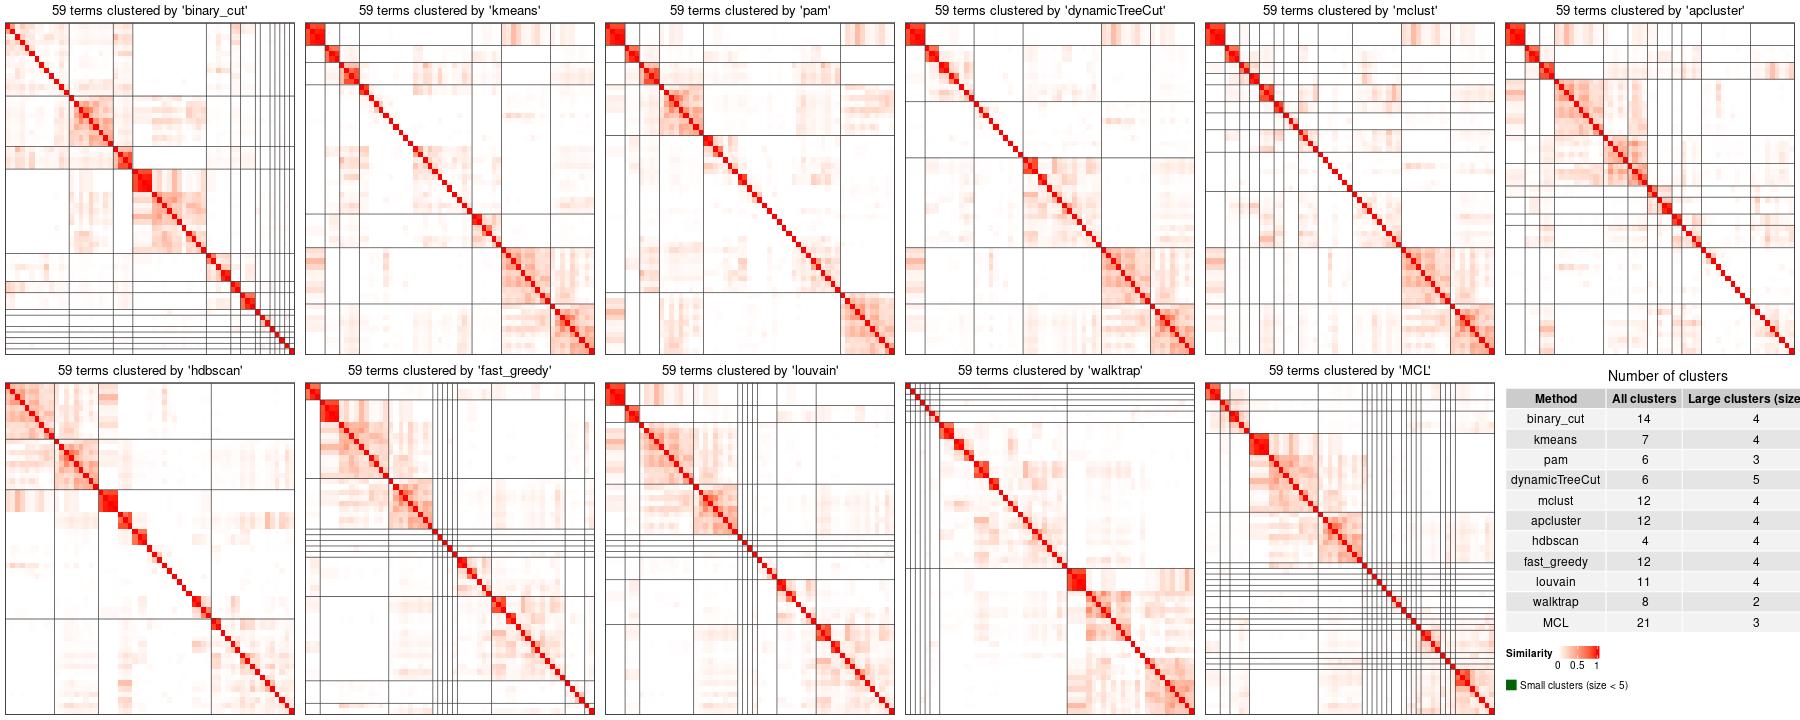 59 terms clustered by 'binary_cut'
59 terms clustered by 'kmeans'
59 terms clustered by 'pam'
59 terms clustered by 'dynamicTreeCut'
59 terms clustered by 'mclust'
59 terms clustered by 'apcluster'
59 terms clustered by 'hdbscan'
59 terms clustered by 'fast_greedy'
59 terms clustered by 'louvain'
59 terms clustered by 'walktrap'
59 terms clustered by 'MCL'
Number of clusters
Method All clusters Large clusters (size
binary_cut 14 4
kmeans 7 4
pam 6 3
dynamicTreeCut 6 5
mclust 12 4
apcluster 12 4
hdbscan 4 4
fast_greedy 12 4
louvain 11 4
walktrap 8 2
MCL 21 3
Similarity
0 0.5 1
Small clusters (size < 5)